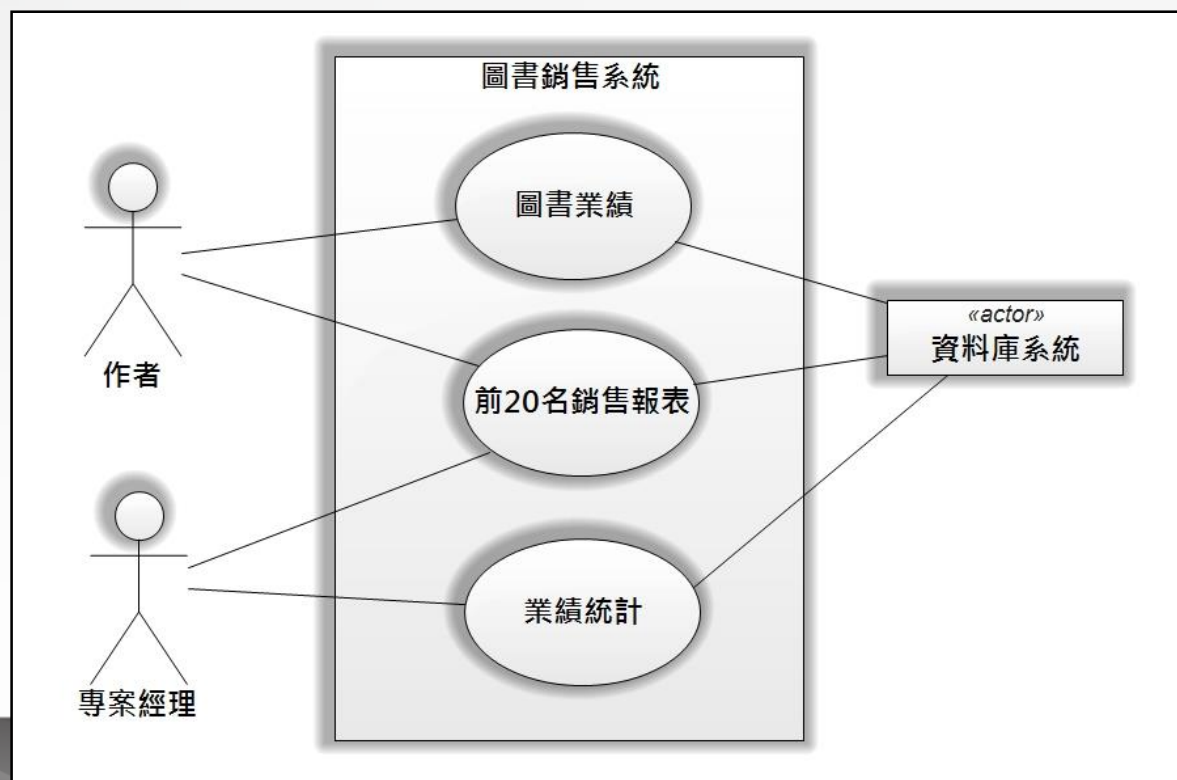 圖書銷售系統
圖書業績
«actor»
資料庫系統
作者
前20名銷售報表
業績統計
專案經理